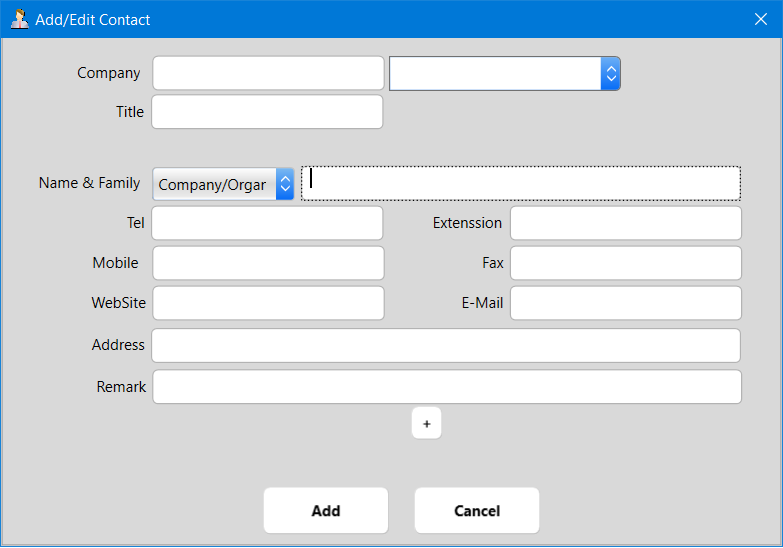 Add/Edit Contact
Company
Title
Name & Family Company/Orgar
Tel Extenssion
Mobile Fax
WebSite E-Mail
Address
Remark
+
Add Cancel